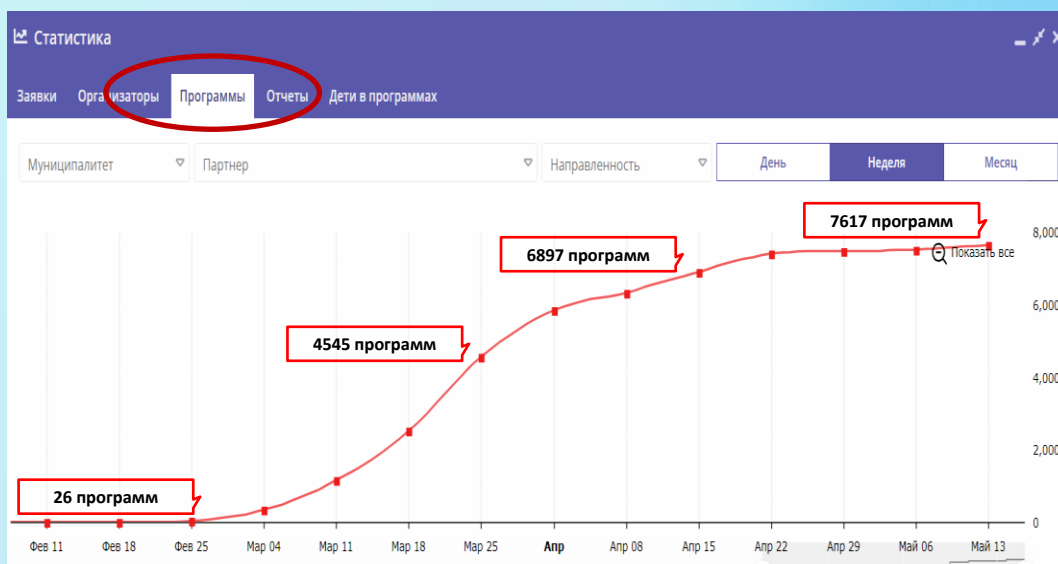 Статистика
Заявки Организаторы Программы Отчеты Дети в программах
Муниципалитет Партнер Направленность День Неделя Месяц
7617 программ
8,000
6897 программ
Показать все
6,000
4545 программ
4,000
2,000
26 программ
0
Фев 11 Фев 18 Фев 25 Мар 04 Мар 11 Мар 18 Мар 25 Апр Апр 08 Апр 15 Апр 22 Апр 29 Май 06 Май 13